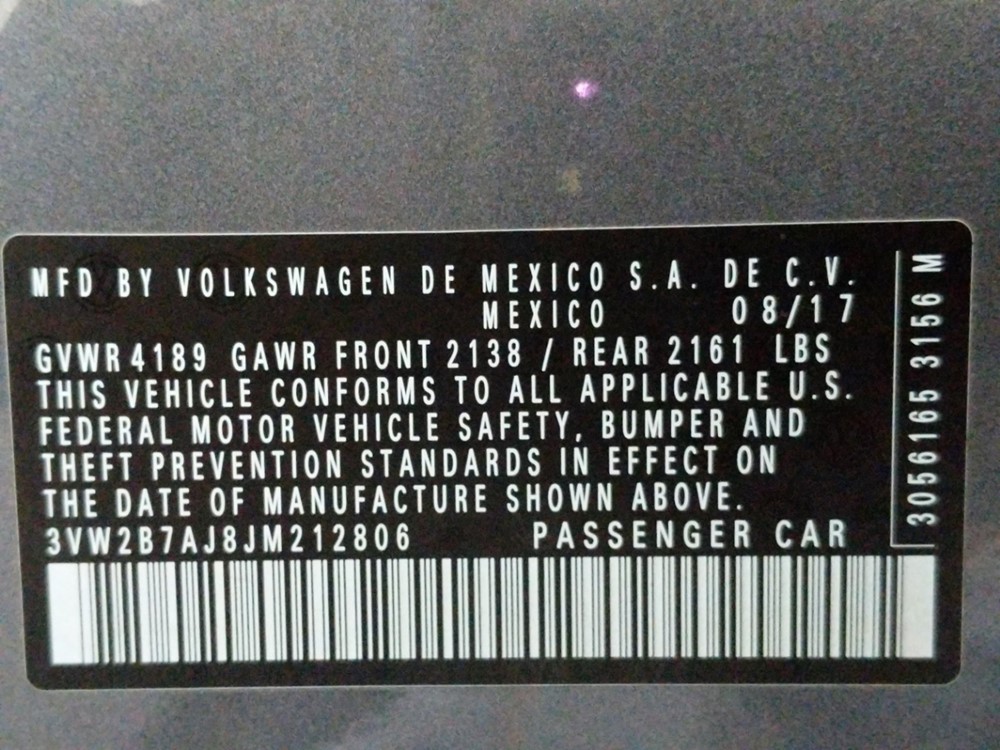 MFD BY VOLKSWAGEN DE MEXICO S.A. DE C.V.
MEXICO 08/17
GVWR 4189 GAWR FRONT 2138 / REAR 2161 LBS
THIS VEHICLE CONFORMS TO ALL APPLICABLE U.S.
FEDERAL MOTOR VEHICLE SAFETY, BUMPER AND
THEFT PREVENTION STANDARDS IN EFFECT ON
THE DATE OF MANUFACTURE SHOWN ABOVE.
3VW2B7AJ8JM212806 PASSENGER CAR
3056165 3156 M